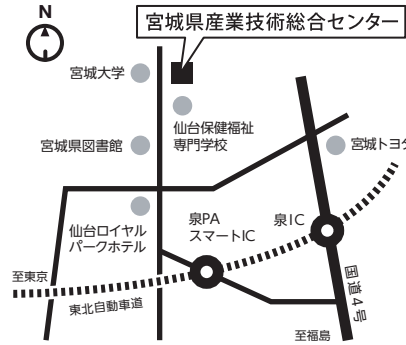 N
宮城県産業技術総合センター
宮城大学
仙台保健福祉
専門学校
宮城県図書館
宮城トヨタ
仙台ロイヤル
パークホテル
泉PA
スマートIC
泉IC
至東京
東北自動車道
国道4号
至福島